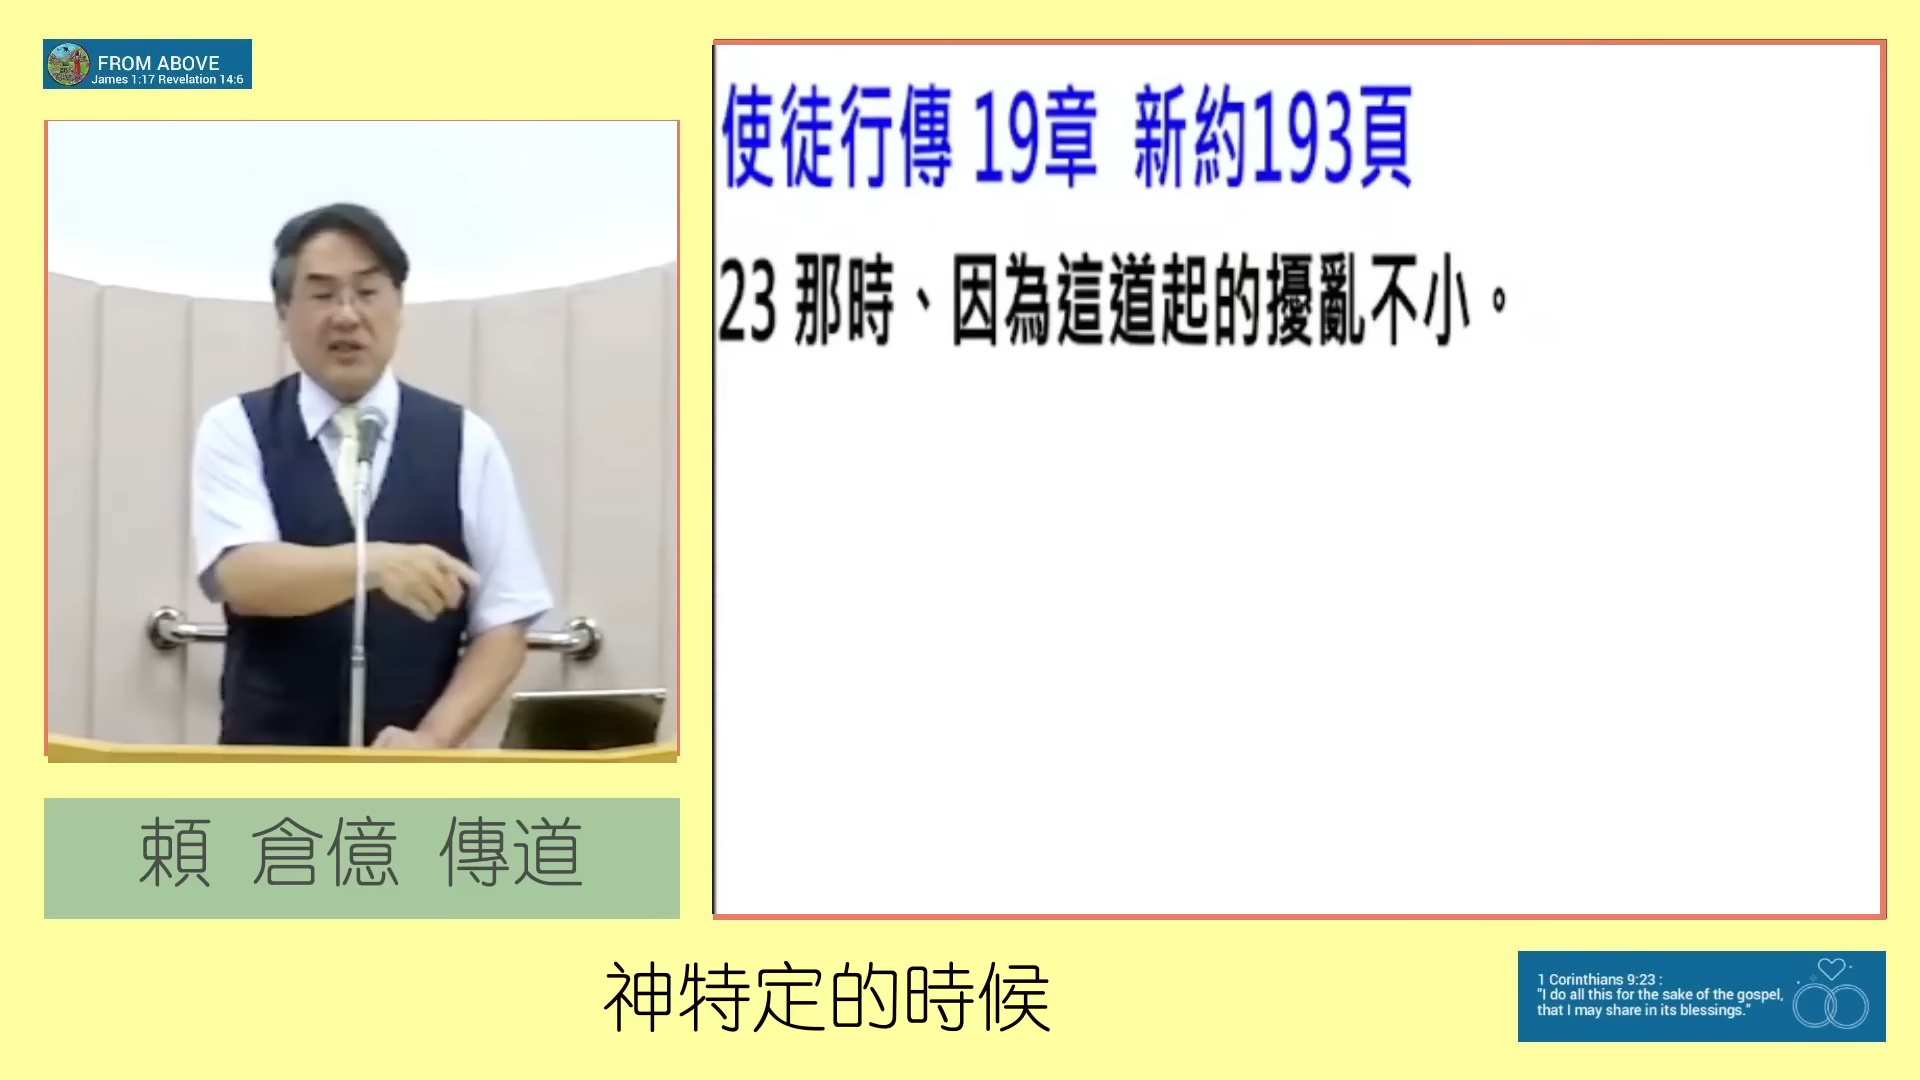 FROM ABOVE
James 1:17 Revelation 14:6
使徒行傳 19章 新約193頁
23 那時、因為這道起的擾亂不小。
賴 倉億 傳道
神特定的時候
1 Corinthians 9:23 :
"I do all this for the sake of the gospel,
that I may share in its blessings."